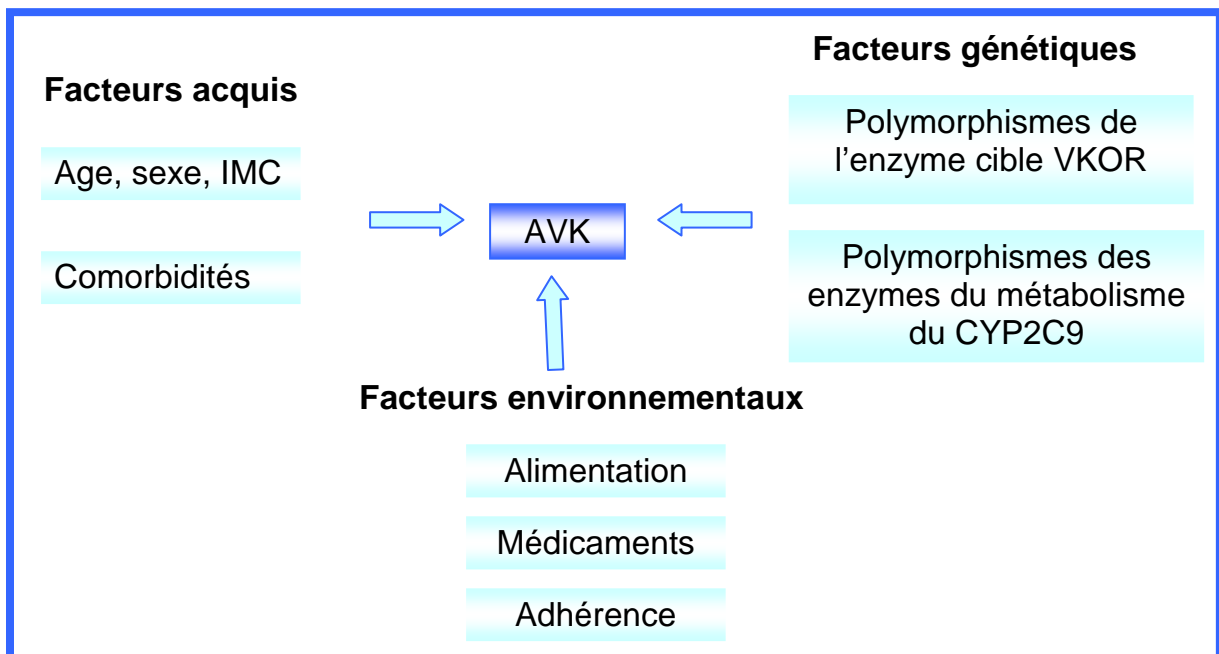 Facteurs acquis
Age, sexe, IMC
Comorbidités
AVK
Facteurs génétiques
Polymorphismes de
l'enzyme cible VKOR
Polymorphismes des
enzymes du métabolisme
du CYP2C9
Facteurs environnementaux
Alimentation
Médicaments
Adhérence